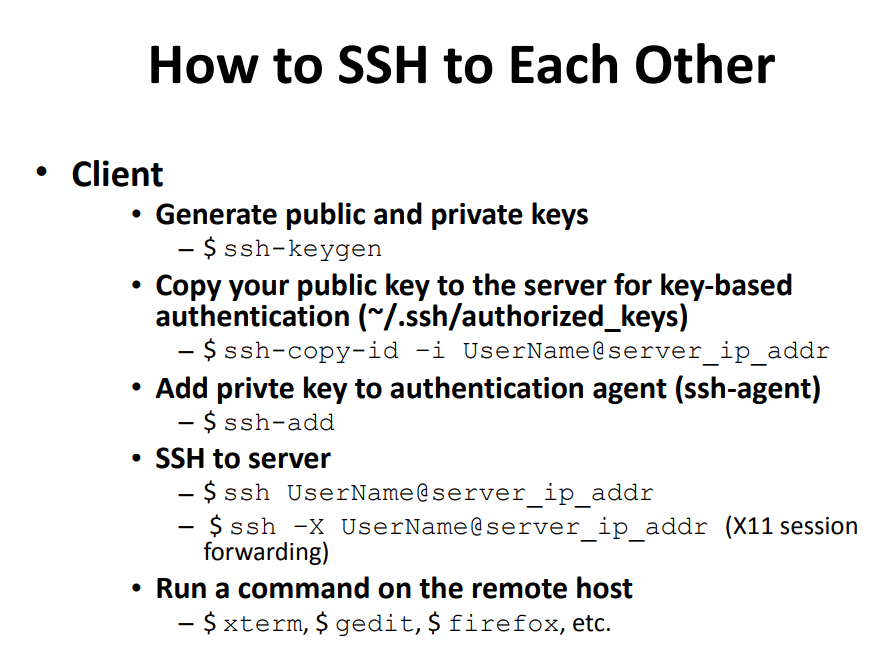 How to SSH to Each Other
• Client
• Generate public and private keys
– $ ssh-keygen
• Copy your public key to the server for key-based
authentication (~/.ssh/authorized_keys)
– $ ssh-copy-id –i UserName@server_ip_addr
• Add privte key to authentication agent (ssh-agent)
– $ ssh-add
• SSH to server
– $ ssh UserName@server_ip_addr
– $ ssh –X UserName@server_ip_addr (X11 session
forwarding)
• Run a command on the remote host
– $ xterm, $ gedit, $ firefox, etc.